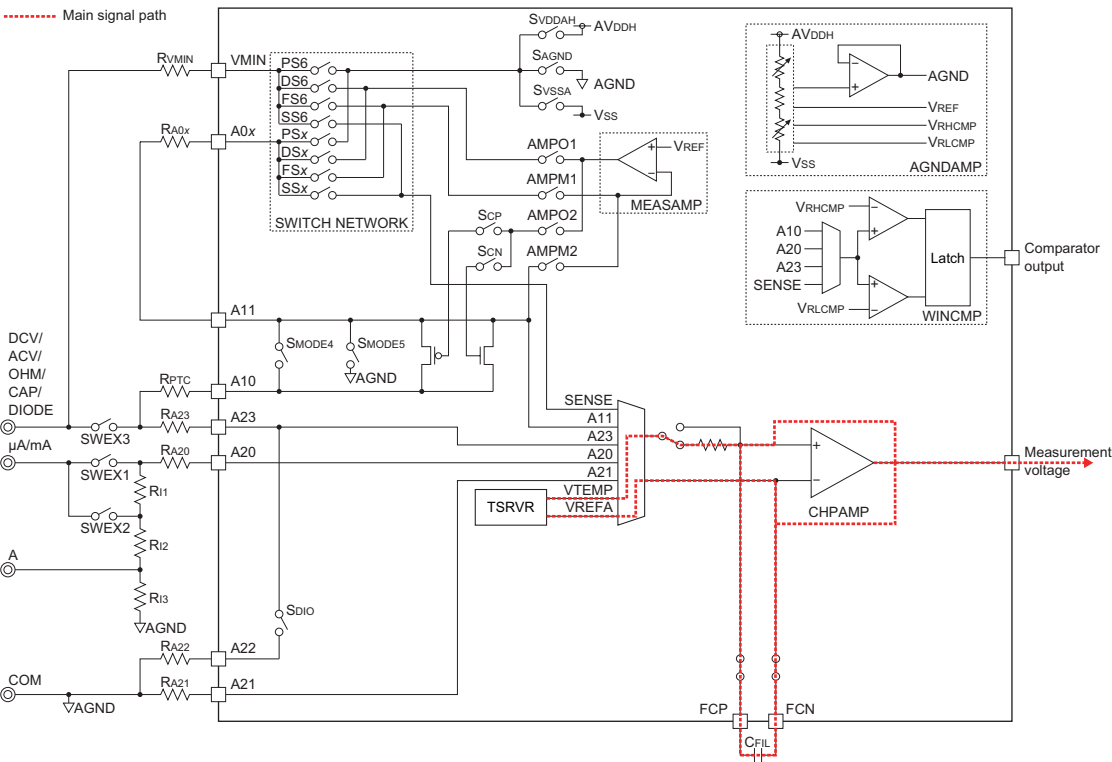 Main signal path
SVDDAH
AVDDH
SAGND
AGND
SVSSA
VSS
RVMIN
VMIN
PS6
DS6
FS6
SS6
RA0x
A0x
PSx
DSx
FSx
SSx
SWITCH NETWORK
AMPO1
AMPM1
AMPO2
AMPM2
VREF
MEASAMP
SCP
SCN
AVDDH
AGND
VREF
VRHCMP
VRLCMP
VSS
AGNDAMP
VRHCMP
A10
A20
A23
SENSE
VRLCMP
Latch
WINCMP
Comparator
output
A11
SMODE4
SMODE5
AGND
DCV/
ACV/
OHM/
CAP/
DIODE
RPTC
A10
RA23
A23
SWEX3
μA/mA
RA20
A20
SWEX1
RI1
SWEX2
RI2
A
RI3
AGND
SENSE
A11
A23
A20
A21
VTEMP
VREFA
TSRVR
CHPAMP
Measurement
voltage
SDIO
RA22
A22
COM
RA21
A21
AGND
FCP
FCN
CFIL